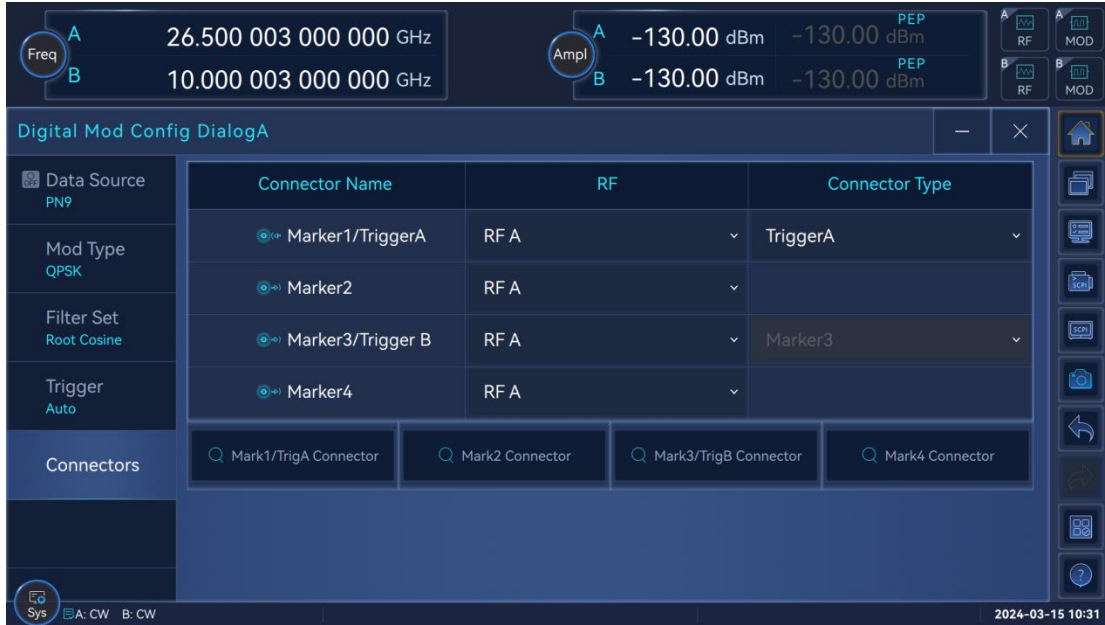 A 26.500 003 000 000 GHz
Freq
B 10.000 003 000 000 GHz
PEP
A -130.00 dBm -130.00 dBm
Ampl
PEP
B -130.00 dBm -130.00 dBm
A RF
A MOD
B RF
B MOD
Digital Mod Config DialogA
Data Source
PN9
Mod Type
QPSK
Filter Set
Root Cosine
Trigger
Auto
Connectors
Connector Name RF Connector Type
Marker1/TriggerA RF A TriggerA
Marker2 RF A
Marker3/Trigger B RF A Marker3
Marker4 RF A
Mark1/TrigA Connector Mark2 Connector Mark3/TrigB Connector Mark4 Connector
SCPI
SCPI
Sys A: CW B: CW 2024-03-15 10:31